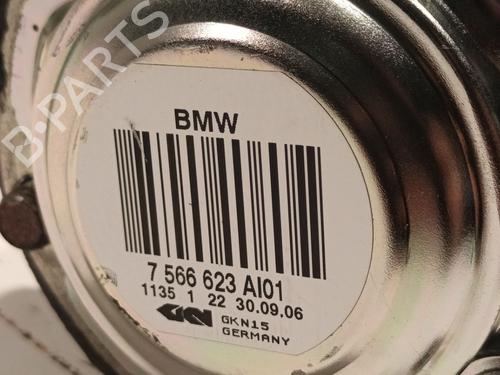 B-PARTS
BMW
7 566 623 AI01
1135 1 22 30.09.06
GKN GKN15
GERMANY